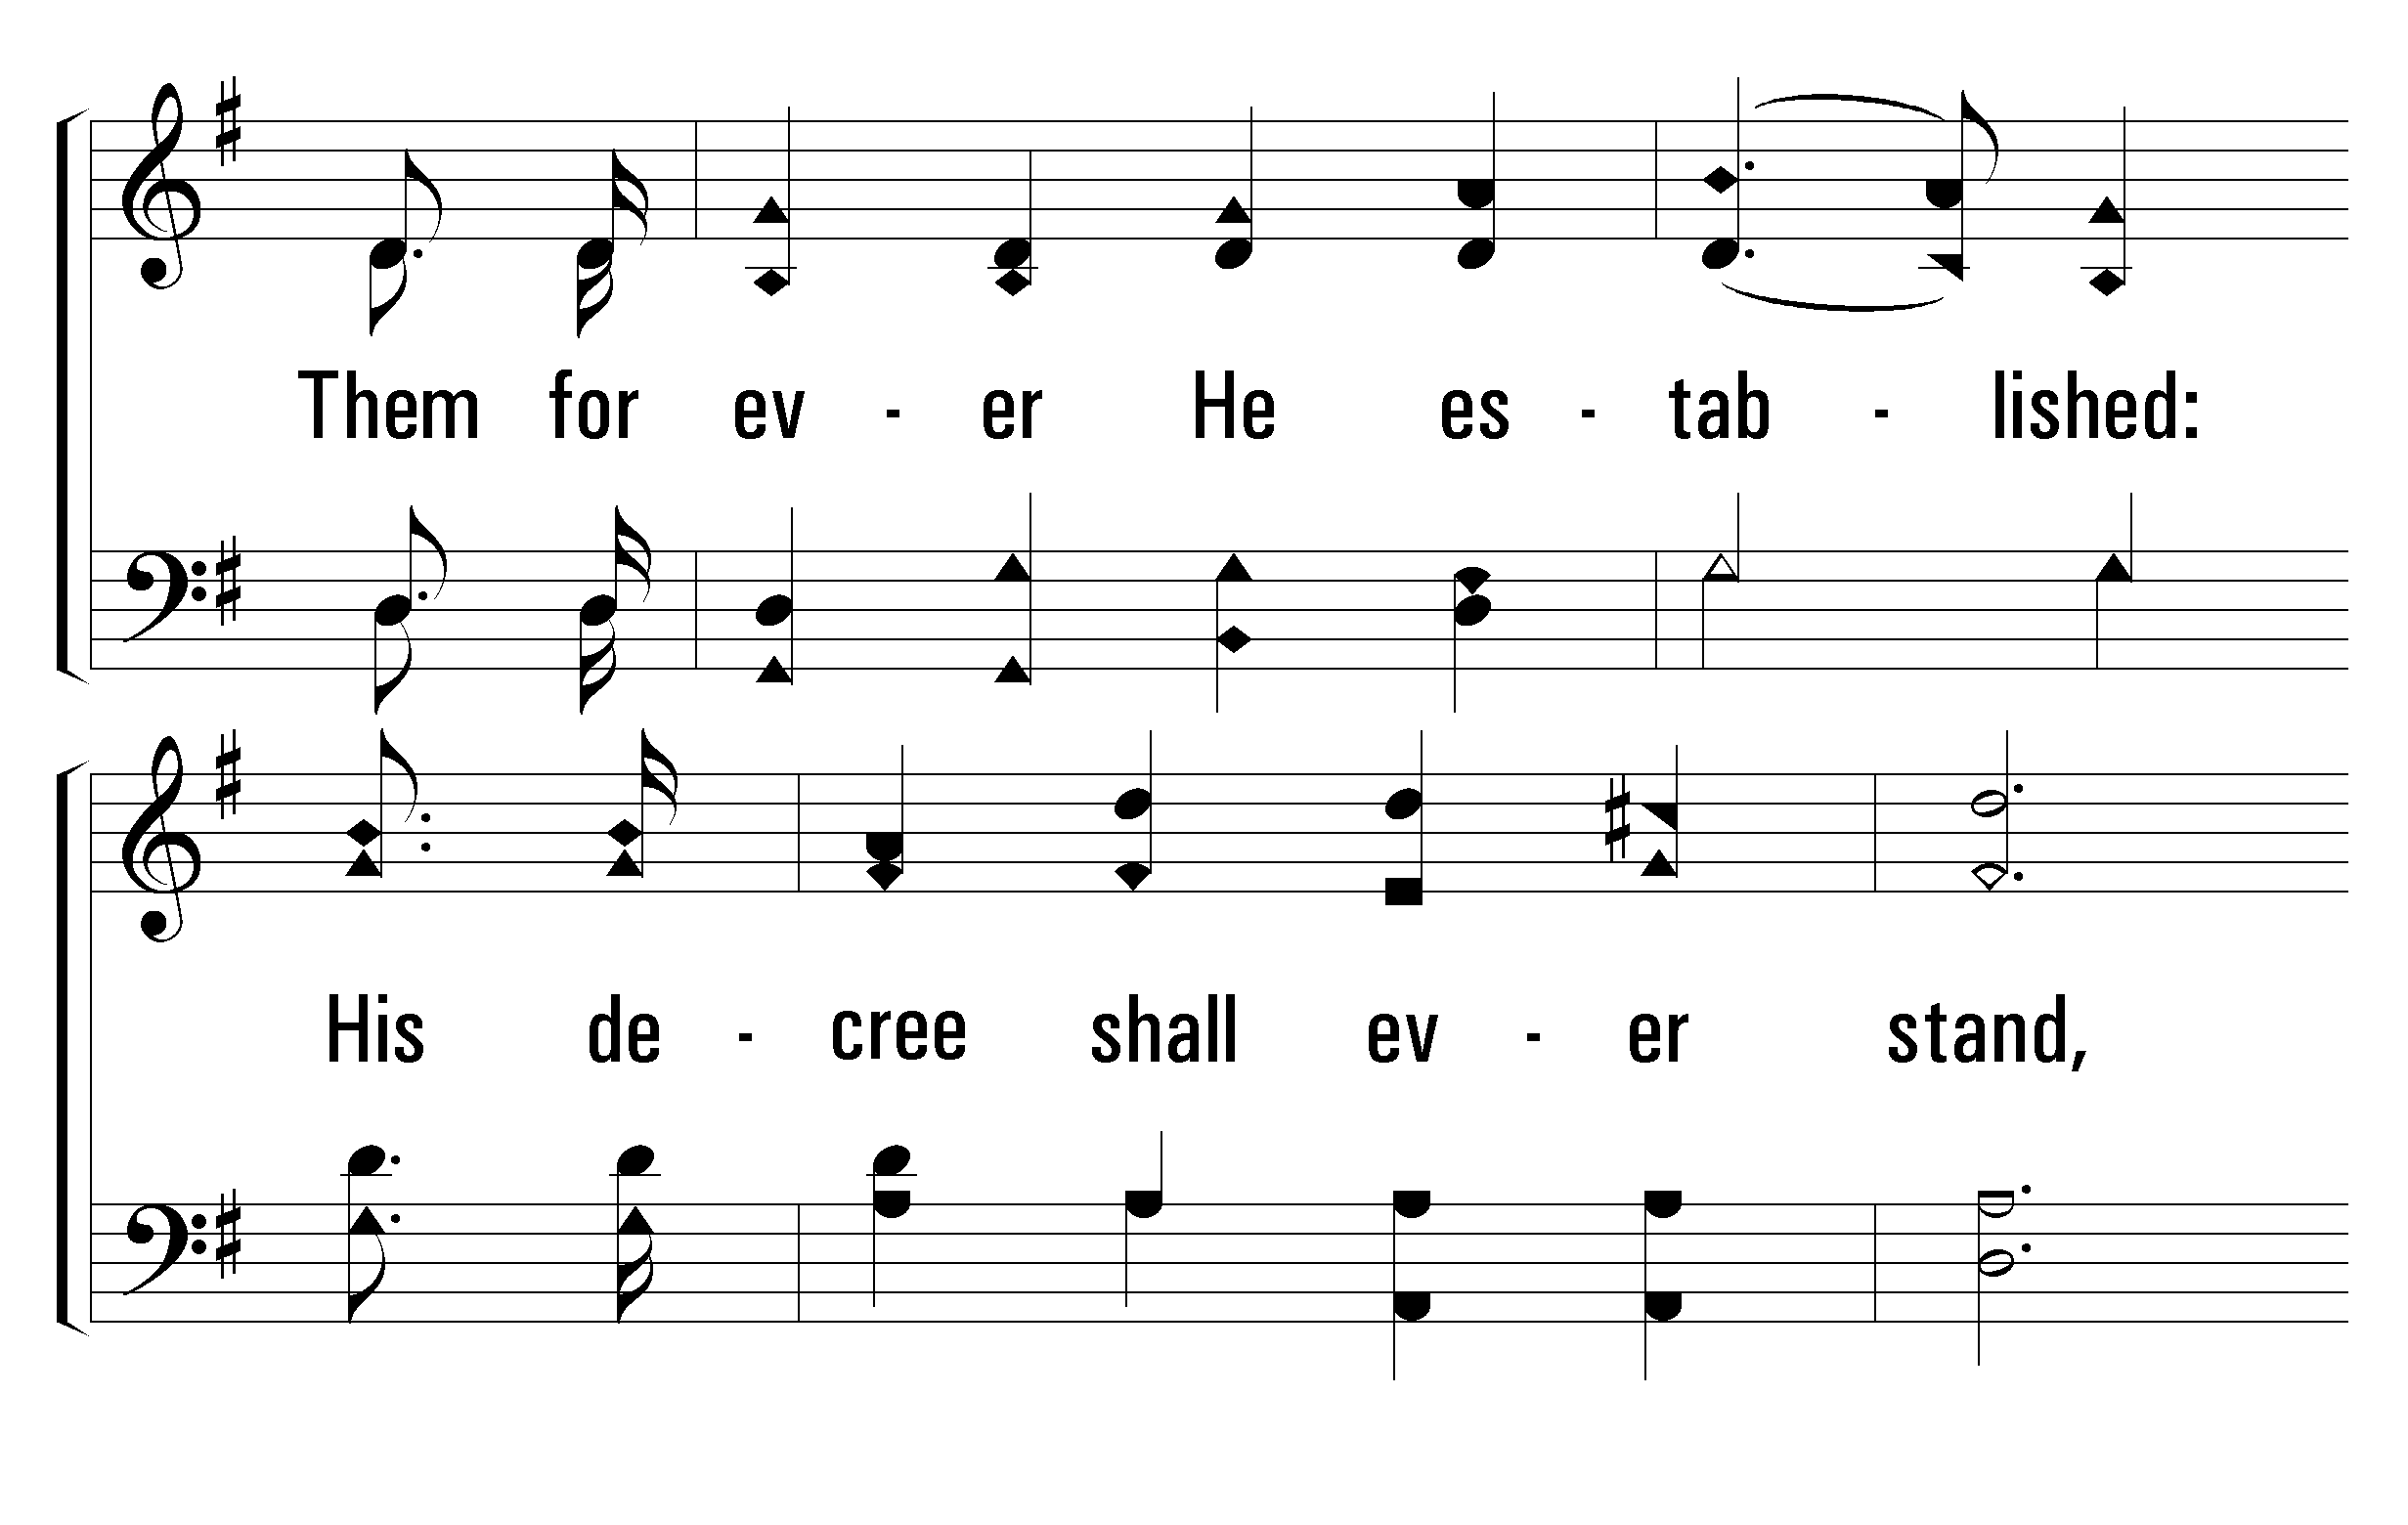 Them for ev - er He es - tab - lished:
His de - cree shall ev - er stand,